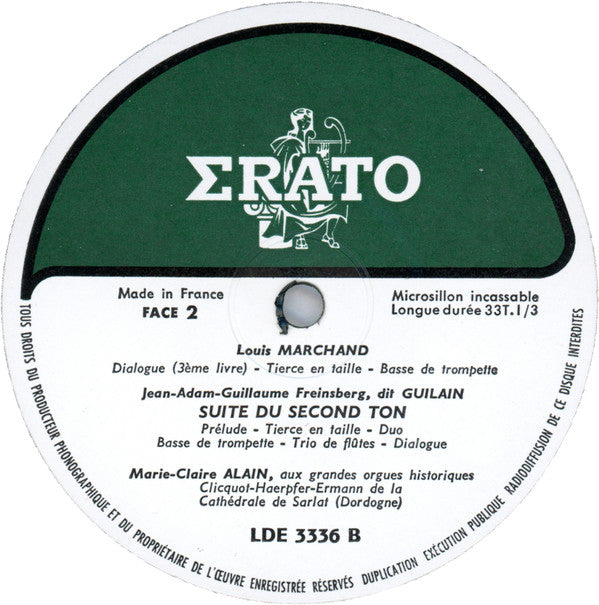 ΣRATO
Made in France
FACE 2
Microsillon incassable
Longue durée 33T.1/3
Louis MARCHAND
Dialogue (3ème livre) - Tierce en taille - Basse de trompette
Jean-Adam-Guillaume Freinsberg, dit GUILAIN
SUITE DU SECOND TON
Prélude - Tierce en taille - Duo
Basse de trompette - Trio de flûtes - Dialogue
Marie-Claire ALAIN, aux grandes orgues historiques
Clicquot-Haerpfer-Ermann de la
Cathédrale de Sarlat (Dordogne)
LDE 3336 B
TOUS DROITS DU PRODUCTEUR PHONOGRAPHIQUE ET DU PROPRIÉTAIRE DE L'ŒUVRE ENREGISTRÉE RÉSERVÉS DUPLICATION EXÉCUTION PUBLIQUE RADIODIFFUSION DE CE DISQUE INTERDITES